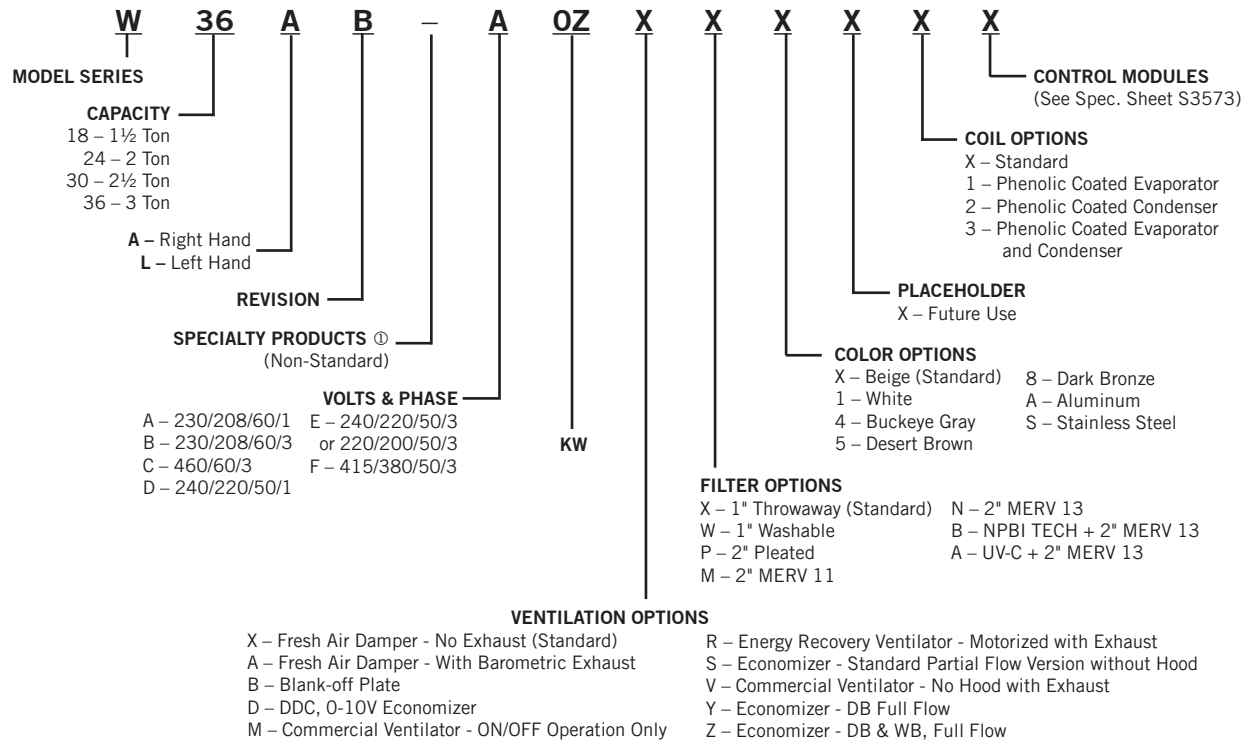 W 36 A B – A 0Z X X X X X X
MODEL SERIES
CAPACITY
18 – 1½ Ton
24 – 2 Ton
30 – 2½ Ton
36 – 3 Ton
A – Right Hand
L – Left Hand
REVISION
SPECIALTY PRODUCTS ①
(Non-Standard)
VOLTS & PHASE
A – 230/208/60/1
B – 230/208/60/3
C – 460/60/3
D – 240/220/50/1
E – 240/220/50/3
or 220/200/50/3
F – 415/380/50/3
KW
VENTILATION OPTIONS
X – Fresh Air Damper - No Exhaust (Standard)
A – Fresh Air Damper - With Barometric Exhaust
B – Blank-off Plate
D – DDC, 0-10V Economizer
M – Commercial Ventilator - ON/OFF Operation Only
R – Energy Recovery Ventilator - Motorized with Exhaust
S – Economizer - Standard Partial Flow Version without Hood
V – Commercial Ventilator - No Hood with Exhaust
Y – Economizer - DB Full Flow
Z – Economizer - DB & WB, Full Flow
FILTER OPTIONS
X – 1" Throwaway (Standard)
W – 1" Washable
P – 2" Pleated
M – 2" MERV 11
N – 2" MERV 13
B – NPBI TECH + 2" MERV 13
A – UV-C + 2" MERV 13
COLOR OPTIONS
X – Beige (Standard)
1 – White
4 – Buckeye Gray
5 – Desert Brown
8 – Dark Bronze
A – Aluminum
S – Stainless Steel
PLACEHOLDER
X – Future Use
COIL OPTIONS
X – Standard
1 – Phenolic Coated Evaporator
2 – Phenolic Coated Condenser
3 – Phenolic Coated Evaporator
and Condenser
CONTROL MODULES
(See Spec. Sheet S3573)